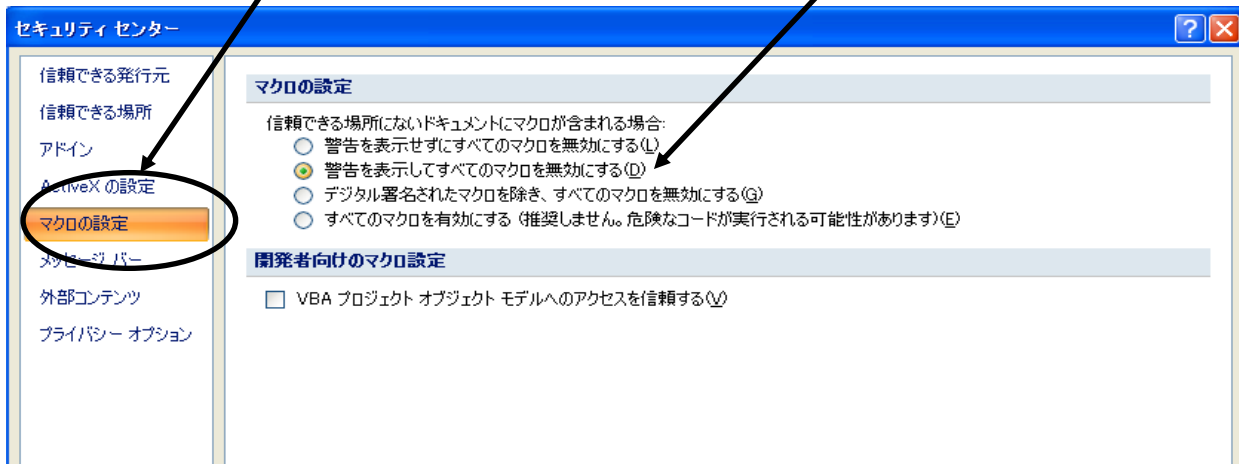 セキュリティ センター
信頼できる発行元
信頼できる場所
アドイン
ActiveX の設定
マクロの設定
メッセージ バー
外部コンテンツ
プライバシー オプション
マクロの設定
信頼できる場所にないドキュメントにマクロが含まれる場合:
警告を表示せずにすべてのマクロを無効にする(L)
警告を表示してすべてのマクロを無効にする(D)
デジタル署名されたマクロを除き、すべてのマクロを無効にする(G)
すべてのマクロを有効にする (推奨しません。危険なコードが実行される可能性があります)(E)
開発者向けのマクロ設定
VBA プロジェクト オブジェクト モデルへのアクセスを信頼する(V)